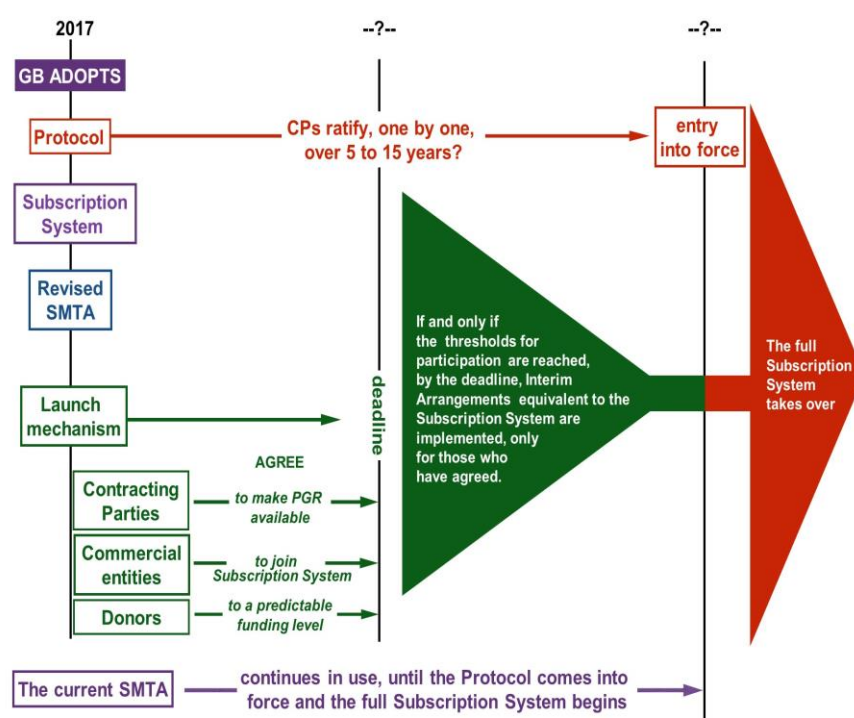 2017
--?--
--?--
GB ADOPTS
Protocol
CPs ratify, one by one,
over 5 to 15 years?
entry
into force
Subscription
System
Revised
SMTA
If and only if
the thresholds for
participation are reached,
by the deadline, Interim
Arrangements equivalent to the
Subscription System are
implemented, only
for those who
have agreed.
The full
Subscription
System
takes over
deadline
Launch
mechanism
AGREE
Contracting
Parties
to make PGR
available
Commercial
entities
to join
Subscription System
Donors
to a predictable
funding level
The current SMTA
continues in use, until the Protocol comes into
force and the full Subscription System begins